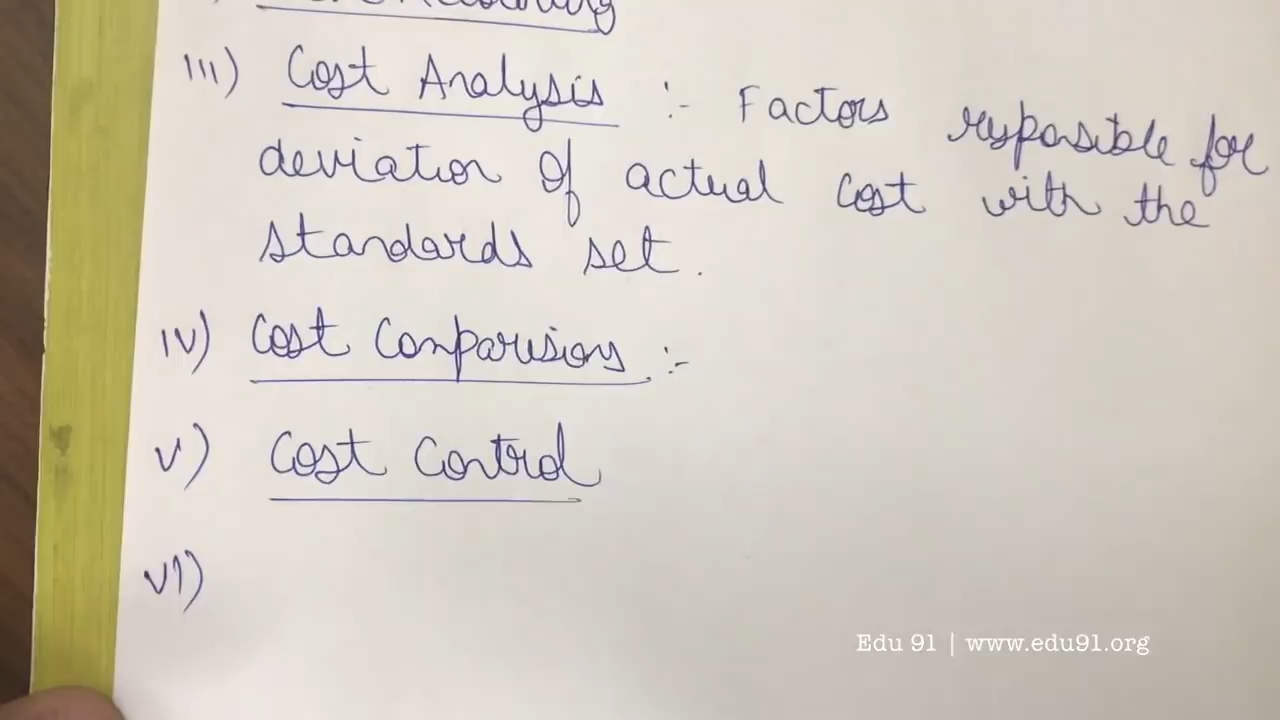 III) Cost Analysis :- Factors resposible for
deviation of actual cost with the
standards set.
IV) Cost Comparisions :-
V) Cost Control
VI)
Edu 91 | www.edu91.org